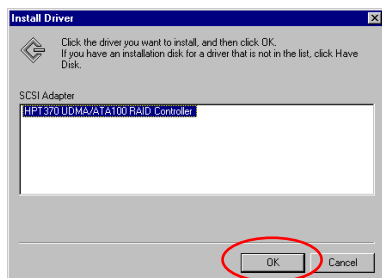 Install Driver
Click the driver you want to install, and then click OK.
If you have an installation disk for a driver that is not in the list, click Have
Disk.
SCSI Adapter
HPT370 UDMA/ATA100 RAID Controller
OK
Cancel